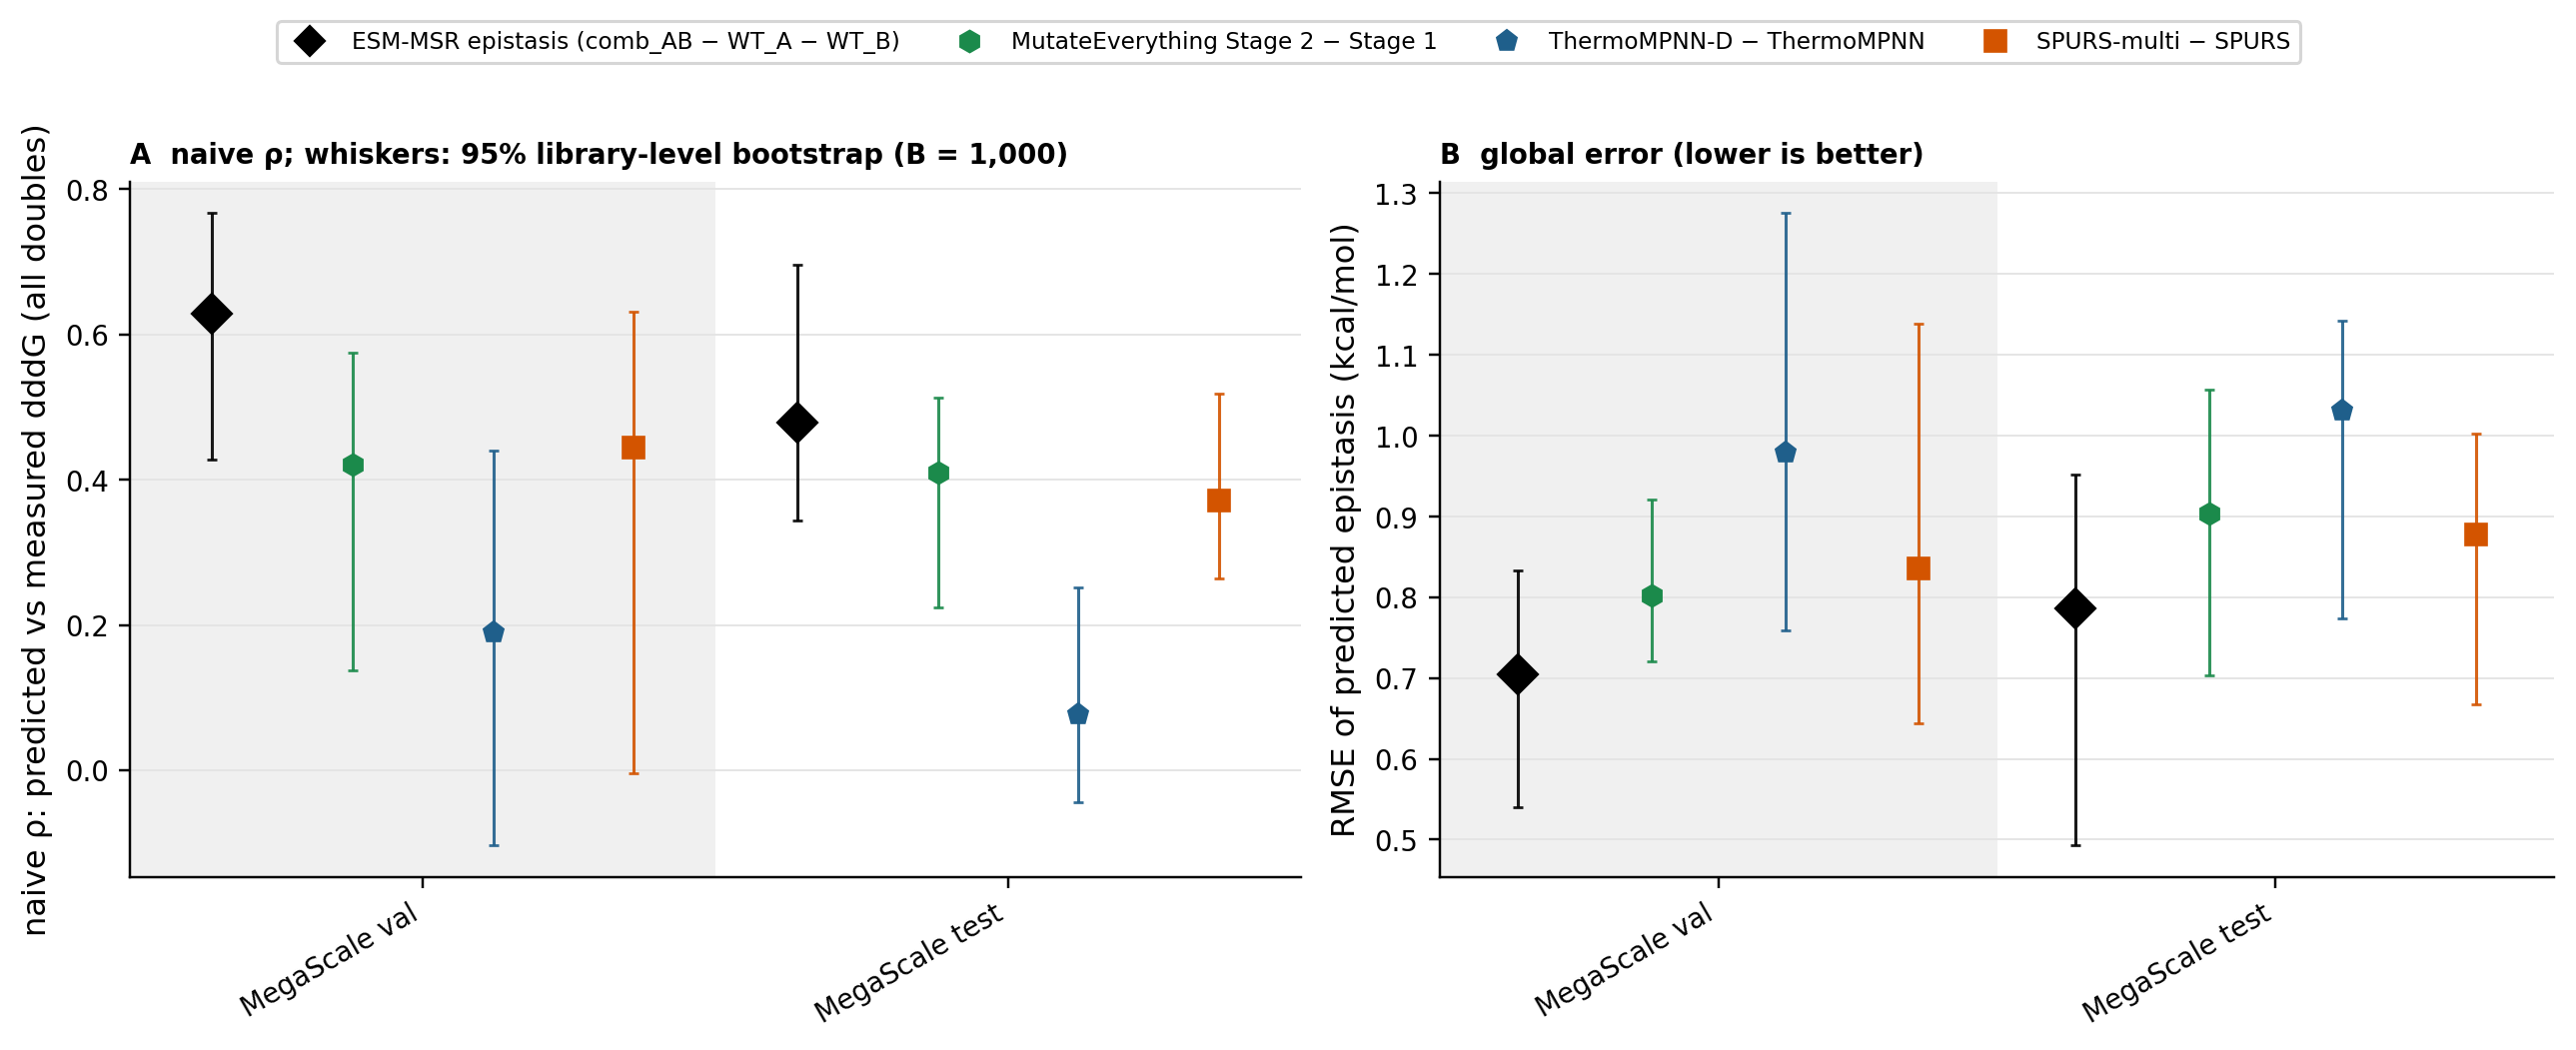 ESM-MSR epistasis (comb_AB − WT_A − WT_B)
MutateEverything Stage 2 − Stage 1
ThermoMPNN-D − ThermoMPNN
SPURS-multi − SPURS
A naive ρ; whiskers: 95% library-level bootstrap (B = 1,000)
naive ρ: predicted vs measured dddG (all doubles)
0.8
0.6
0.4
0.2
0.0
MegaScale val
MegaScale test
B global error (lower is better)
RMSE of predicted epistasis (kcal/mol)
1.3
1.2
1.1
1.0
0.9
0.8
0.7
0.6
0.5
MegaScale val
MegaScale test